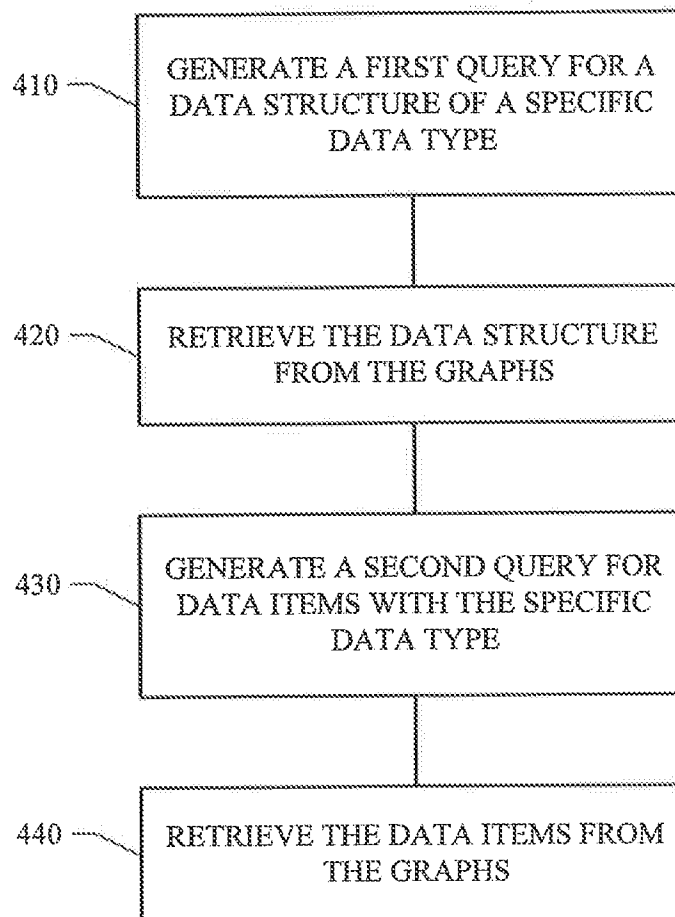 410
GENERATE A FIRST QUERY FOR A
DATA STRUCTURE OF A SPECIFIC
DATA TYPE
420
RETRIEVE THE DATA STRUCTURE
FROM THE GRAPHS
430
GENERATE A SECOND QUERY FOR
DATA ITEMS WITH THE SPECIFIC
DATA TYPE
440
RETRIEVE THE DATA ITEMS FROM
THE GRAPHS